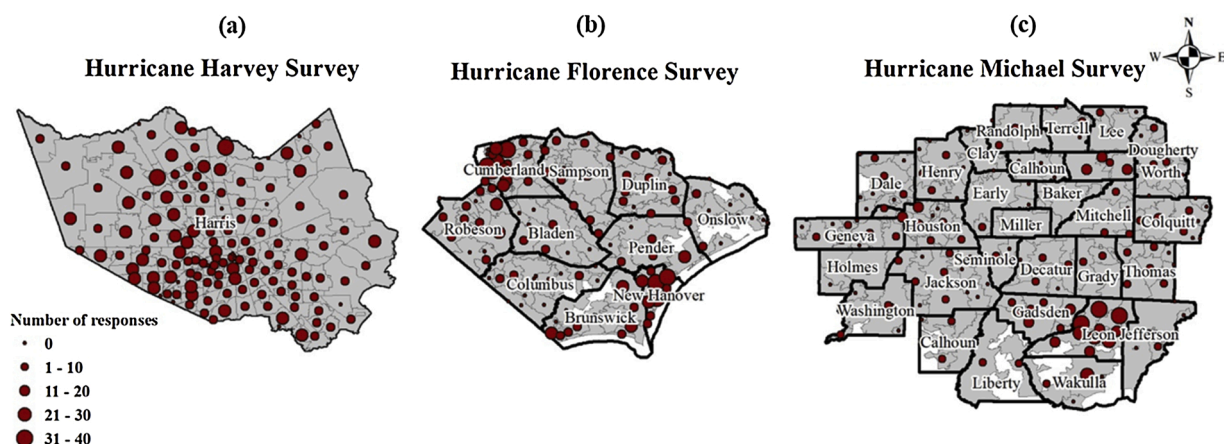 (a)
Hurricane Harvey Survey
Harris
Number of responses
0
1 - 10
11 - 20
21 - 30
31 - 40
(b)
Hurricane Florence Survey
Cumberland
Sampson
Duplin
Onslow
Robeson
Bladen
Pender
Columbus
New Hanover
Brunswick
(c)
Hurricane Michael Survey
N
W
E
S
Randolph
Terrell
Lee
Clay
Dougherty
Dale
Henry
Calhoun
Worth
Early
Baker
Geneva
Houston
Miller
Mitchell
Colquitt
Holmes
Seminole
Decatur
Grady
Thomas
Jackson
Washington
Gadsden
Calhoun
Leon
Jefferson
Liberty
Wakulla